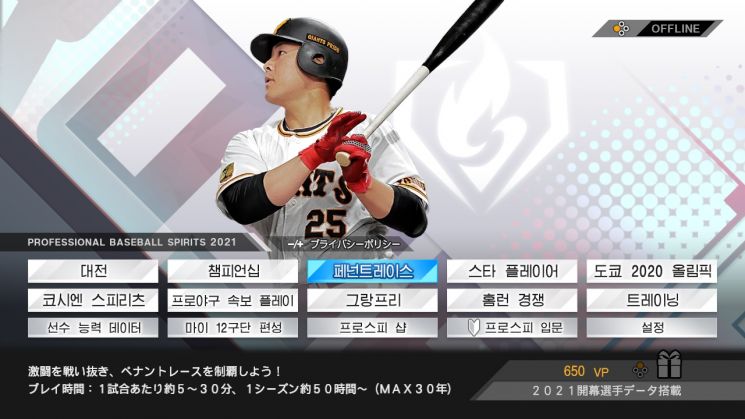 GIANTS PRIDE
OFFLINE
25
PROFESSIONAL BASEBALL SPIRITS 2021
−/+ プライバシーポリシー
대전 챔피언십 페넌트레이스 스타 플레이어 도쿄 2020 올림픽
코시엔 스피리츠 프로야구 속보 플레이 그랑프리 홈런 경쟁 트레이닝
선수 능력 데이터 마이 12구단 편성 프로스피 샵 프로스피 입문 설정
激闘を戦い抜き、ペナントレースを制覇しよう！
プレイ時間：１試合あたり約５～３０分、１シーズン約５０時間～（ＭＡＸ３０年）
650 VP
２０２１開幕選手データ搭載